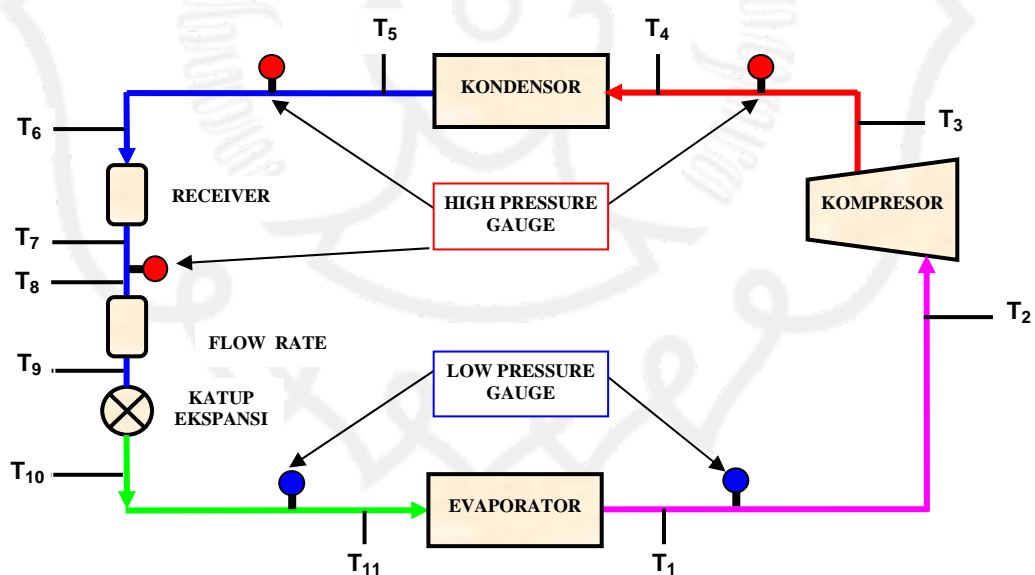 T5
T4
KONDENSOR
T6
T3
RECEIVER
HIGH PRESSURE
GAUGE
KOMPRESOR
T7
T8
T2
FLOW RATE
T9
LOW PRESSURE
GAUGE
KATUP
EKSPANSI
T10
EVAPORATOR
T11
T1